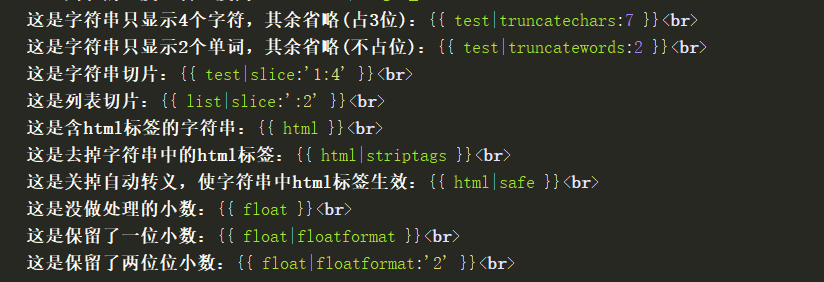 这是字符串只显示4个字符，其余省略(占3位)：{{ test|truncatechars:7 }}<br>
这是字符串只显示2个单词，其余省略(不占位)：{{ test|truncatewords:2 }}<br>
这是字符串切片：{{ test|slice:'1:4' }}<br>
这是列表切片：{{ list|slice:':2' }}<br>
这是含html标签的字符串：{{ html }}<br>
这是去掉字符串中的html标签：{{ html|striptags }}<br>
这是关掉自动转义，使字符串中html标签生效：{{ html|safe }}<br>
这是没做处理的小数：{{ float }}<br>
这是保留了一位小数：{{ float|floatformat }}<br>
这是保留了两位位小数：{{ float|floatformat:'2' }}<br>